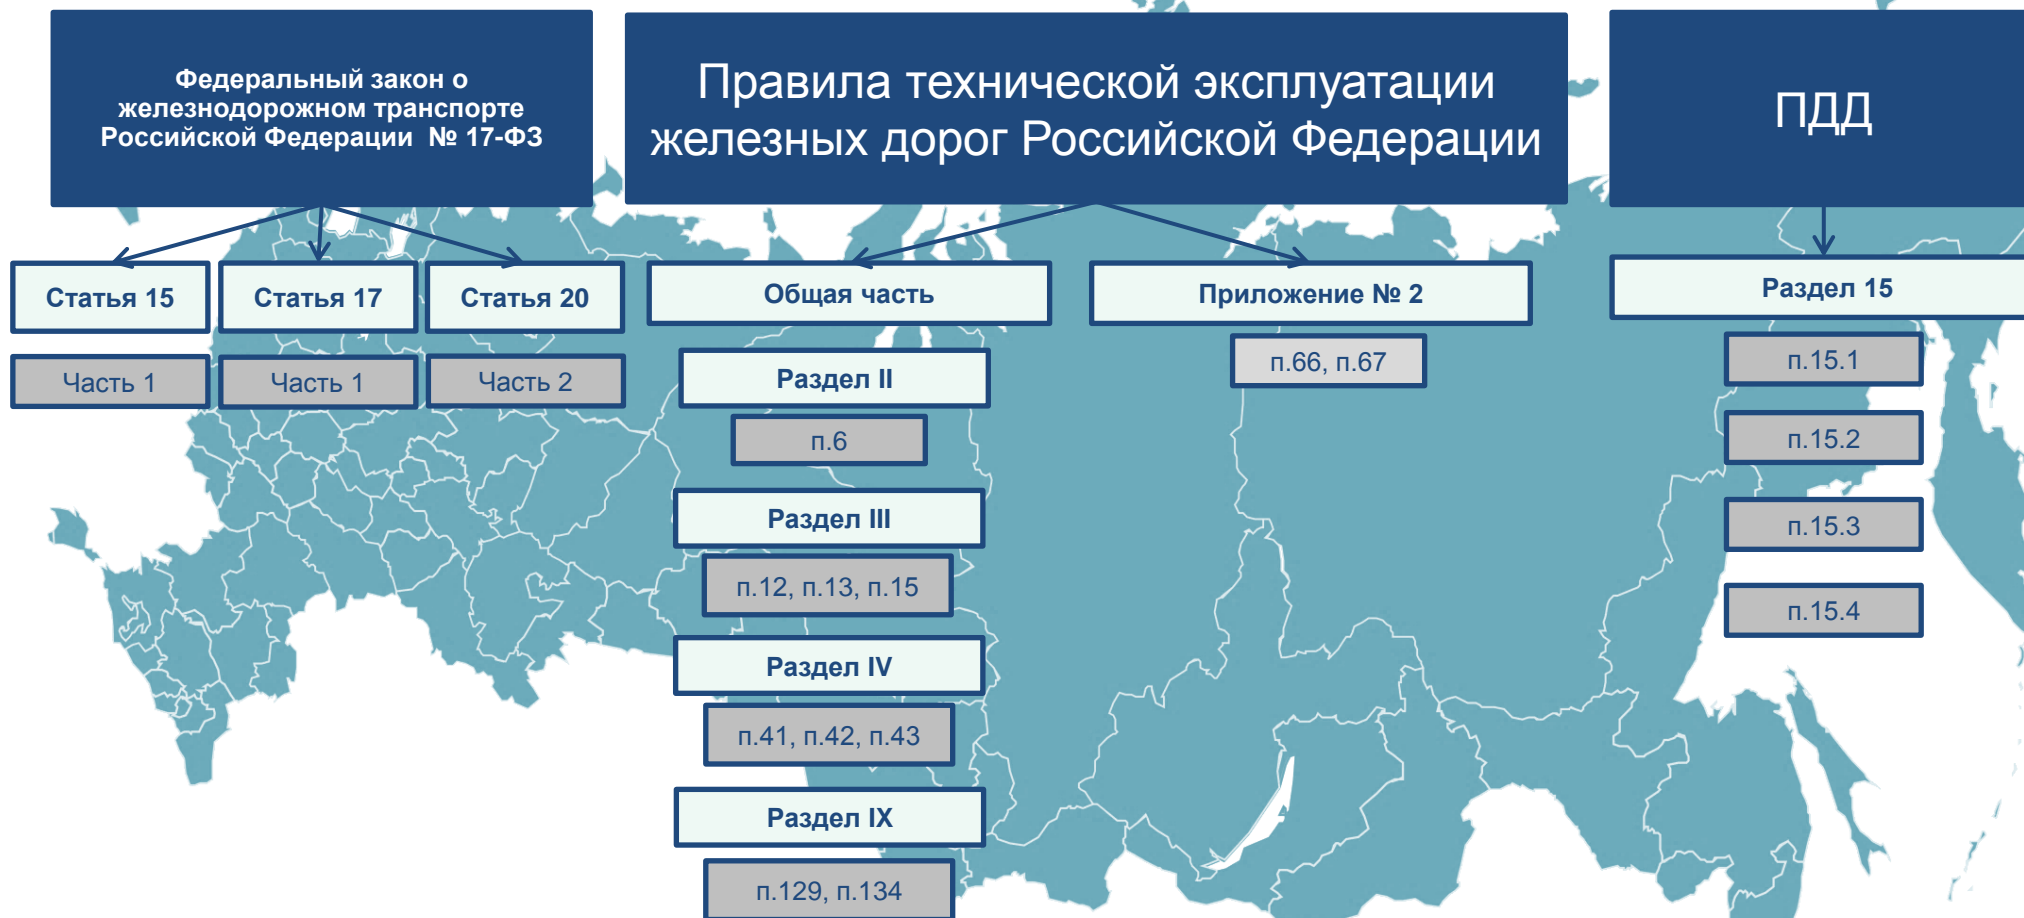 Федеральный закон о
железнодорожном транспорте
Российской Федерации № 17-ФЗ
Правила технической эксплуатации
железных дорог Российской Федерации
ПДД
Статья 15
Статья 17
Статья 20
Общая часть
Приложение № 2
Раздел 15
Часть 1
Часть 1
Часть 2
Раздел II
п.6
Раздел III
п.12, п.13, п.15
Раздел IV
п.41, п.42, п.43
Раздел IX
п.129, п.134
п.66, п.67
п.15.1
п.15.2
п.15.3
п.15.4